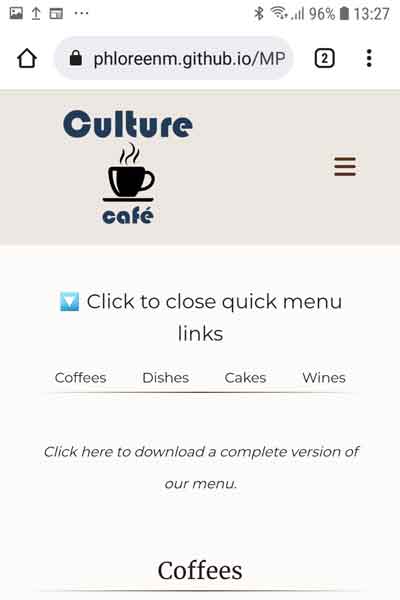 96% 13:27
phloreenm.github.io/MP
2
Culture
café
Click to close quick menu
links
Coffees Dishes Cakes Wines
Click here to download a complete version of
our menu.
Coffees